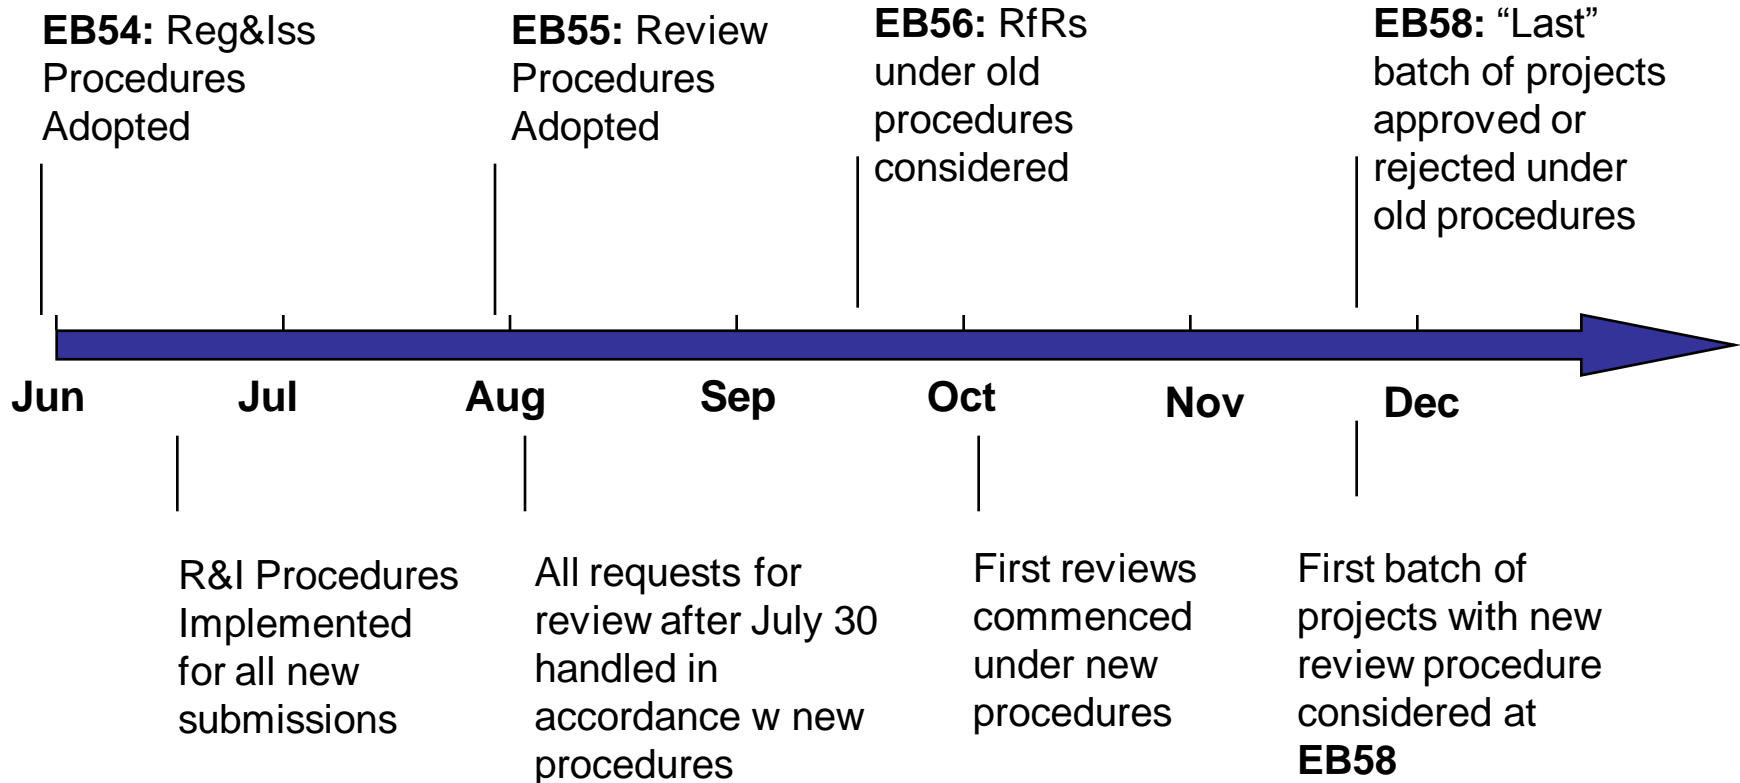 EB54: Reg&Iss
Procedures
Adopted
EB55: Review
Procedures
Adopted
EB56: RfRs
under old
procedures
considered
EB58: “Last”
batch of projects
approved or
rejected under
old procedures
Jun
Jul
Aug
Sep
Oct
Nov
Dec
R&I Procedures
Implemented
for all new
submissions
All requests for
review after July 30
handled in
accordance w new
procedures
First reviews
commenced
under new
procedures
First batch of
projects with new
review procedure
considered at
EB58